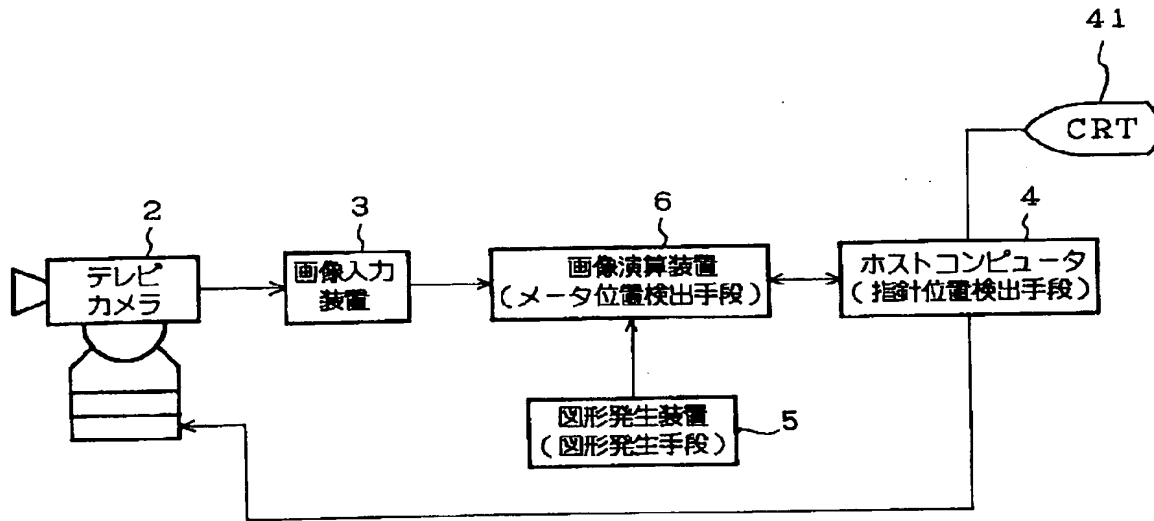 41
CRT
2
テレビ
カメラ
3
画像入力
装置
6
画像演算装置
(メータ位置検出手段)
4
ホストコンピュータ
(指針位置検出手段)
図形発生装置
(図形発生手段)
5